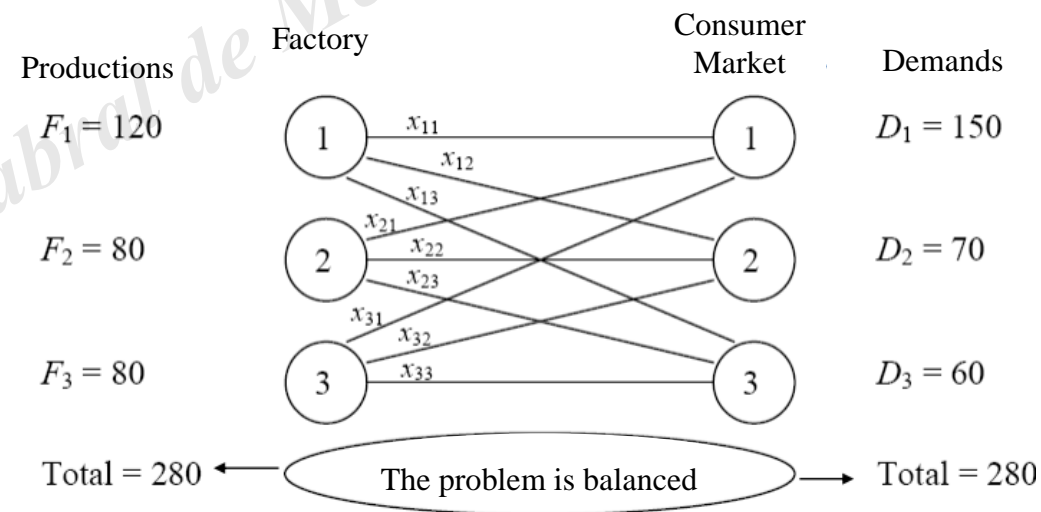 abral de M
Factory
Consumer
Market
Productions
Demands
F₁ = 120
1
x₁₁
1
D₁ = 150
x₁₂
x₁₃
x₂₁
F₂ = 80
2
x₂₂
2
D₂ = 70
x₂₃
x₃₁
x₃₂
F₃ = 80
3
x₃₃
3
D₃ = 60
Total = 280
The problem is balanced
Total = 280